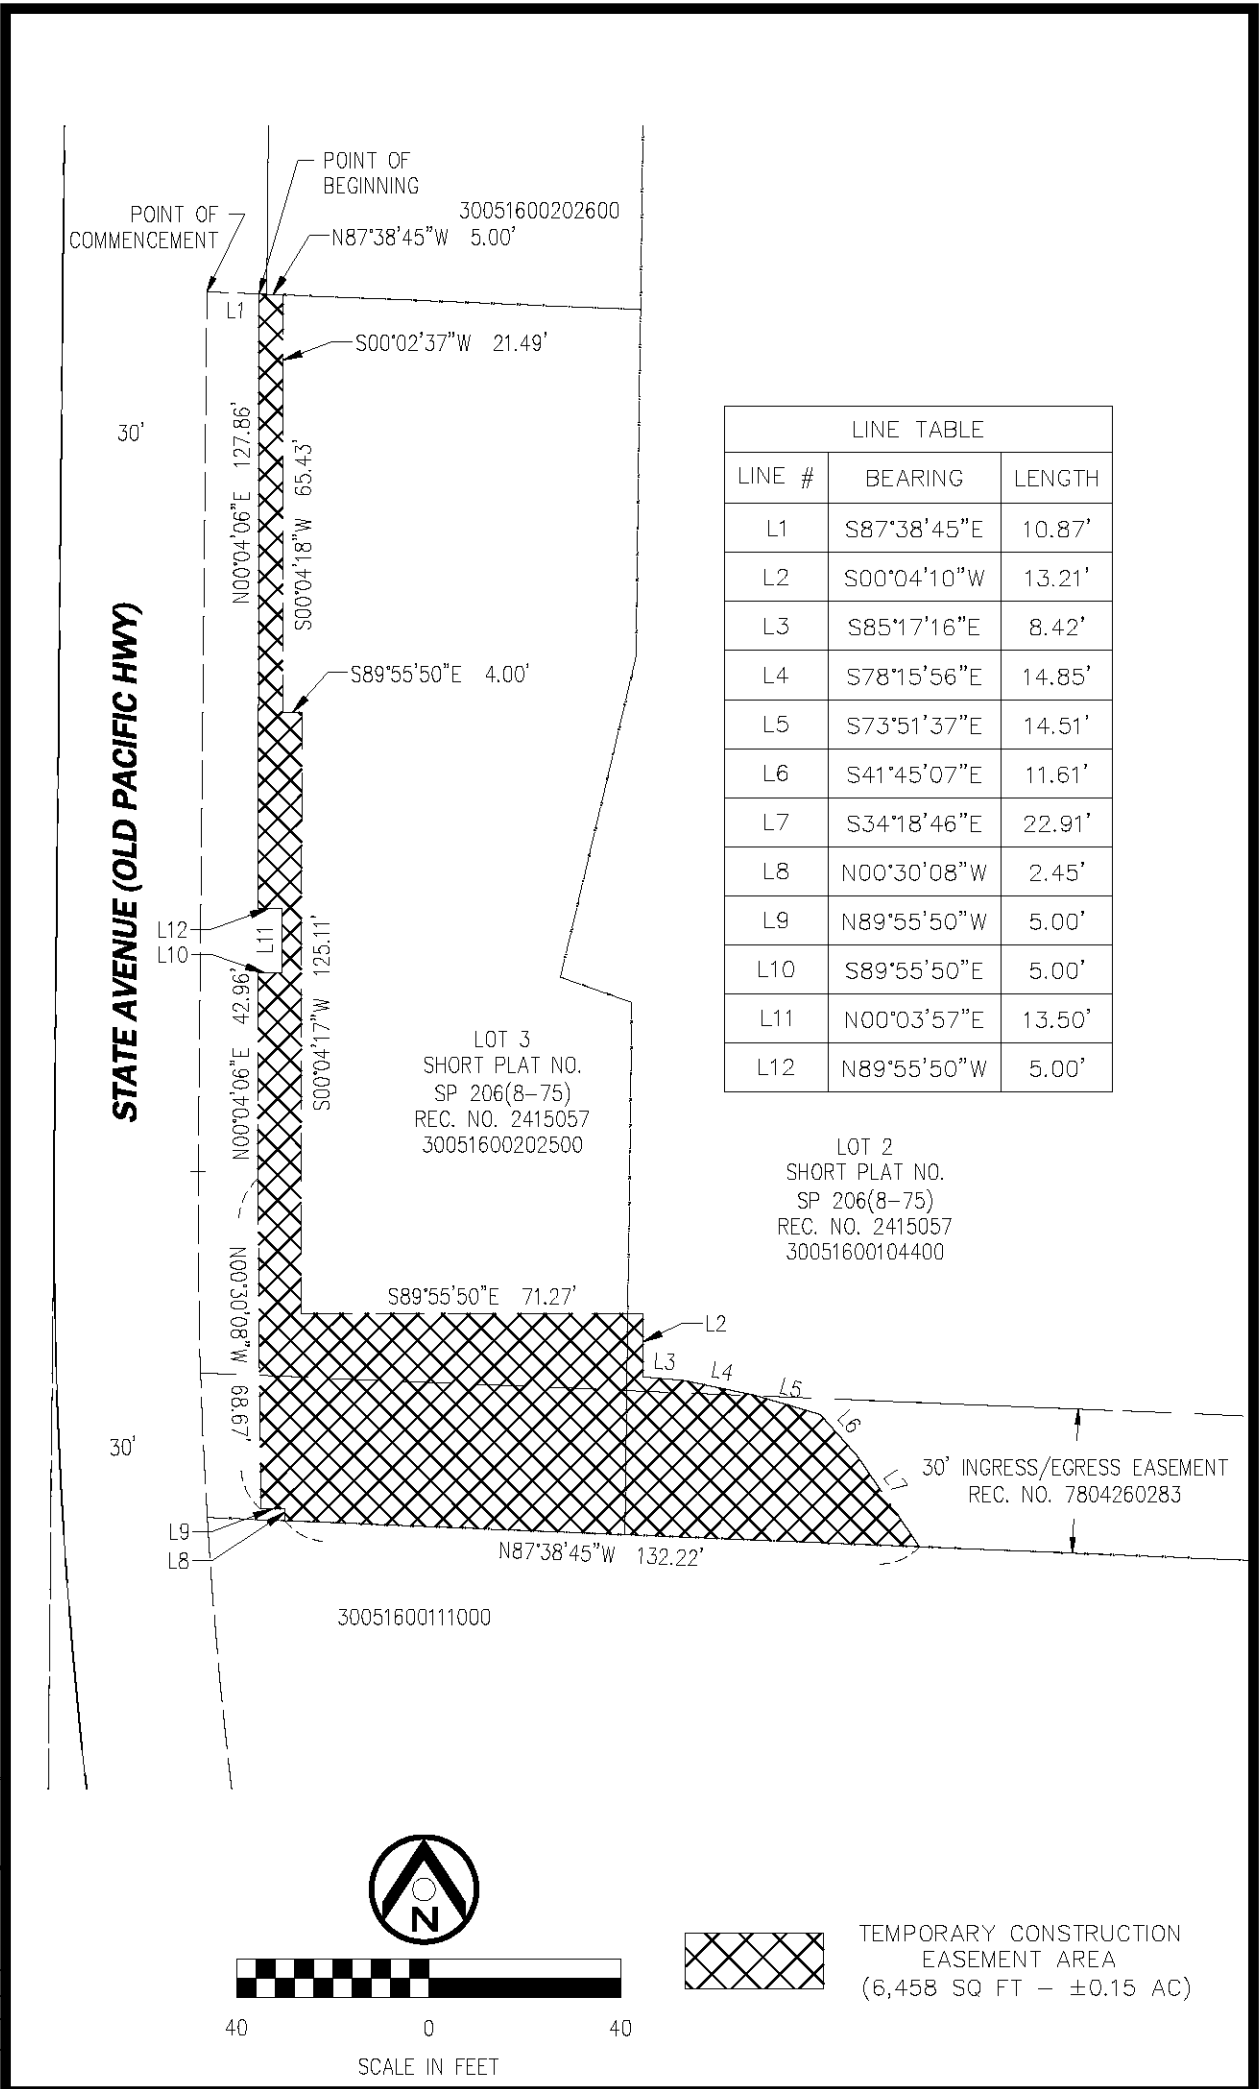 POINT OF
BEGINNING
POINT OF
COMMENCEMENT
30051600202600
N87°38'45"W 5.00'
L1
S00°02'37"W 21.49'
30'
N00°04'06"E 127.86'
S00°04'18"W 65.43'
S89°55'50"E 4.00'
STATE AVENUE (OLD PACIFIC HWY)
LINE TABLE
LINE # BEARING LENGTH
L1 S87°38'45"E 10.87'
L2 S00°04'10"W 13.21'
L3 S85°17'16"E 8.42'
L4 S78°15'56"E 14.85'
L5 S73°51'37"E 14.51'
L6 S41°45'07"E 11.61'
L7 S34°18'46"E 22.91'
L8 N00°30'08"W 2.45'
L9 N89°55'50"W 5.00'
L10 S89°55'50"E 5.00'
L11 N00°03'57"E 13.50'
L12 N89°55'50"W 5.00'
L12
L10
L11
N00°04'06"E 42.96'
S00°04'17"W 125.11'
LOT 3
SHORT PLAT NO.
SP 206(8-75)
REC. NO. 2415057
30051600202500
LOT 2
SHORT PLAT NO.
SP 206(8-75)
REC. NO. 2415057
30051600104400
N00°30'08"W 68.67'
S89°55'50"E 71.27'
L2
L3
L4
L5
L6
L7
30'
30' INGRESS/EGRESS EASEMENT
REC. NO. 7804260283
L9
L8
N87°38'45"W 132.22'
30051600111000
N
40 0 40
SCALE IN FEET
TEMPORARY CONSTRUCTION
EASEMENT AREA
(6,458 SQ FT - ±0.15 AC)